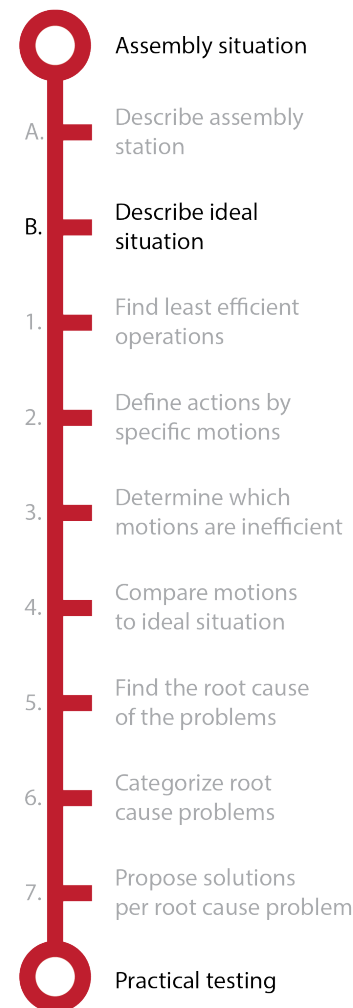 Assembly situation
A. Describe assembly
station
B. Describe ideal
situation
1. Find least efficient
operations
2. Define actions by
specific motions
3. Determine which
motions are inefficient
4. Compare motions
to ideal situation
5. Find the root cause
of the problems
6. Categorize root
cause problems
7. Propose solutions
per root cause problem
Practical testing